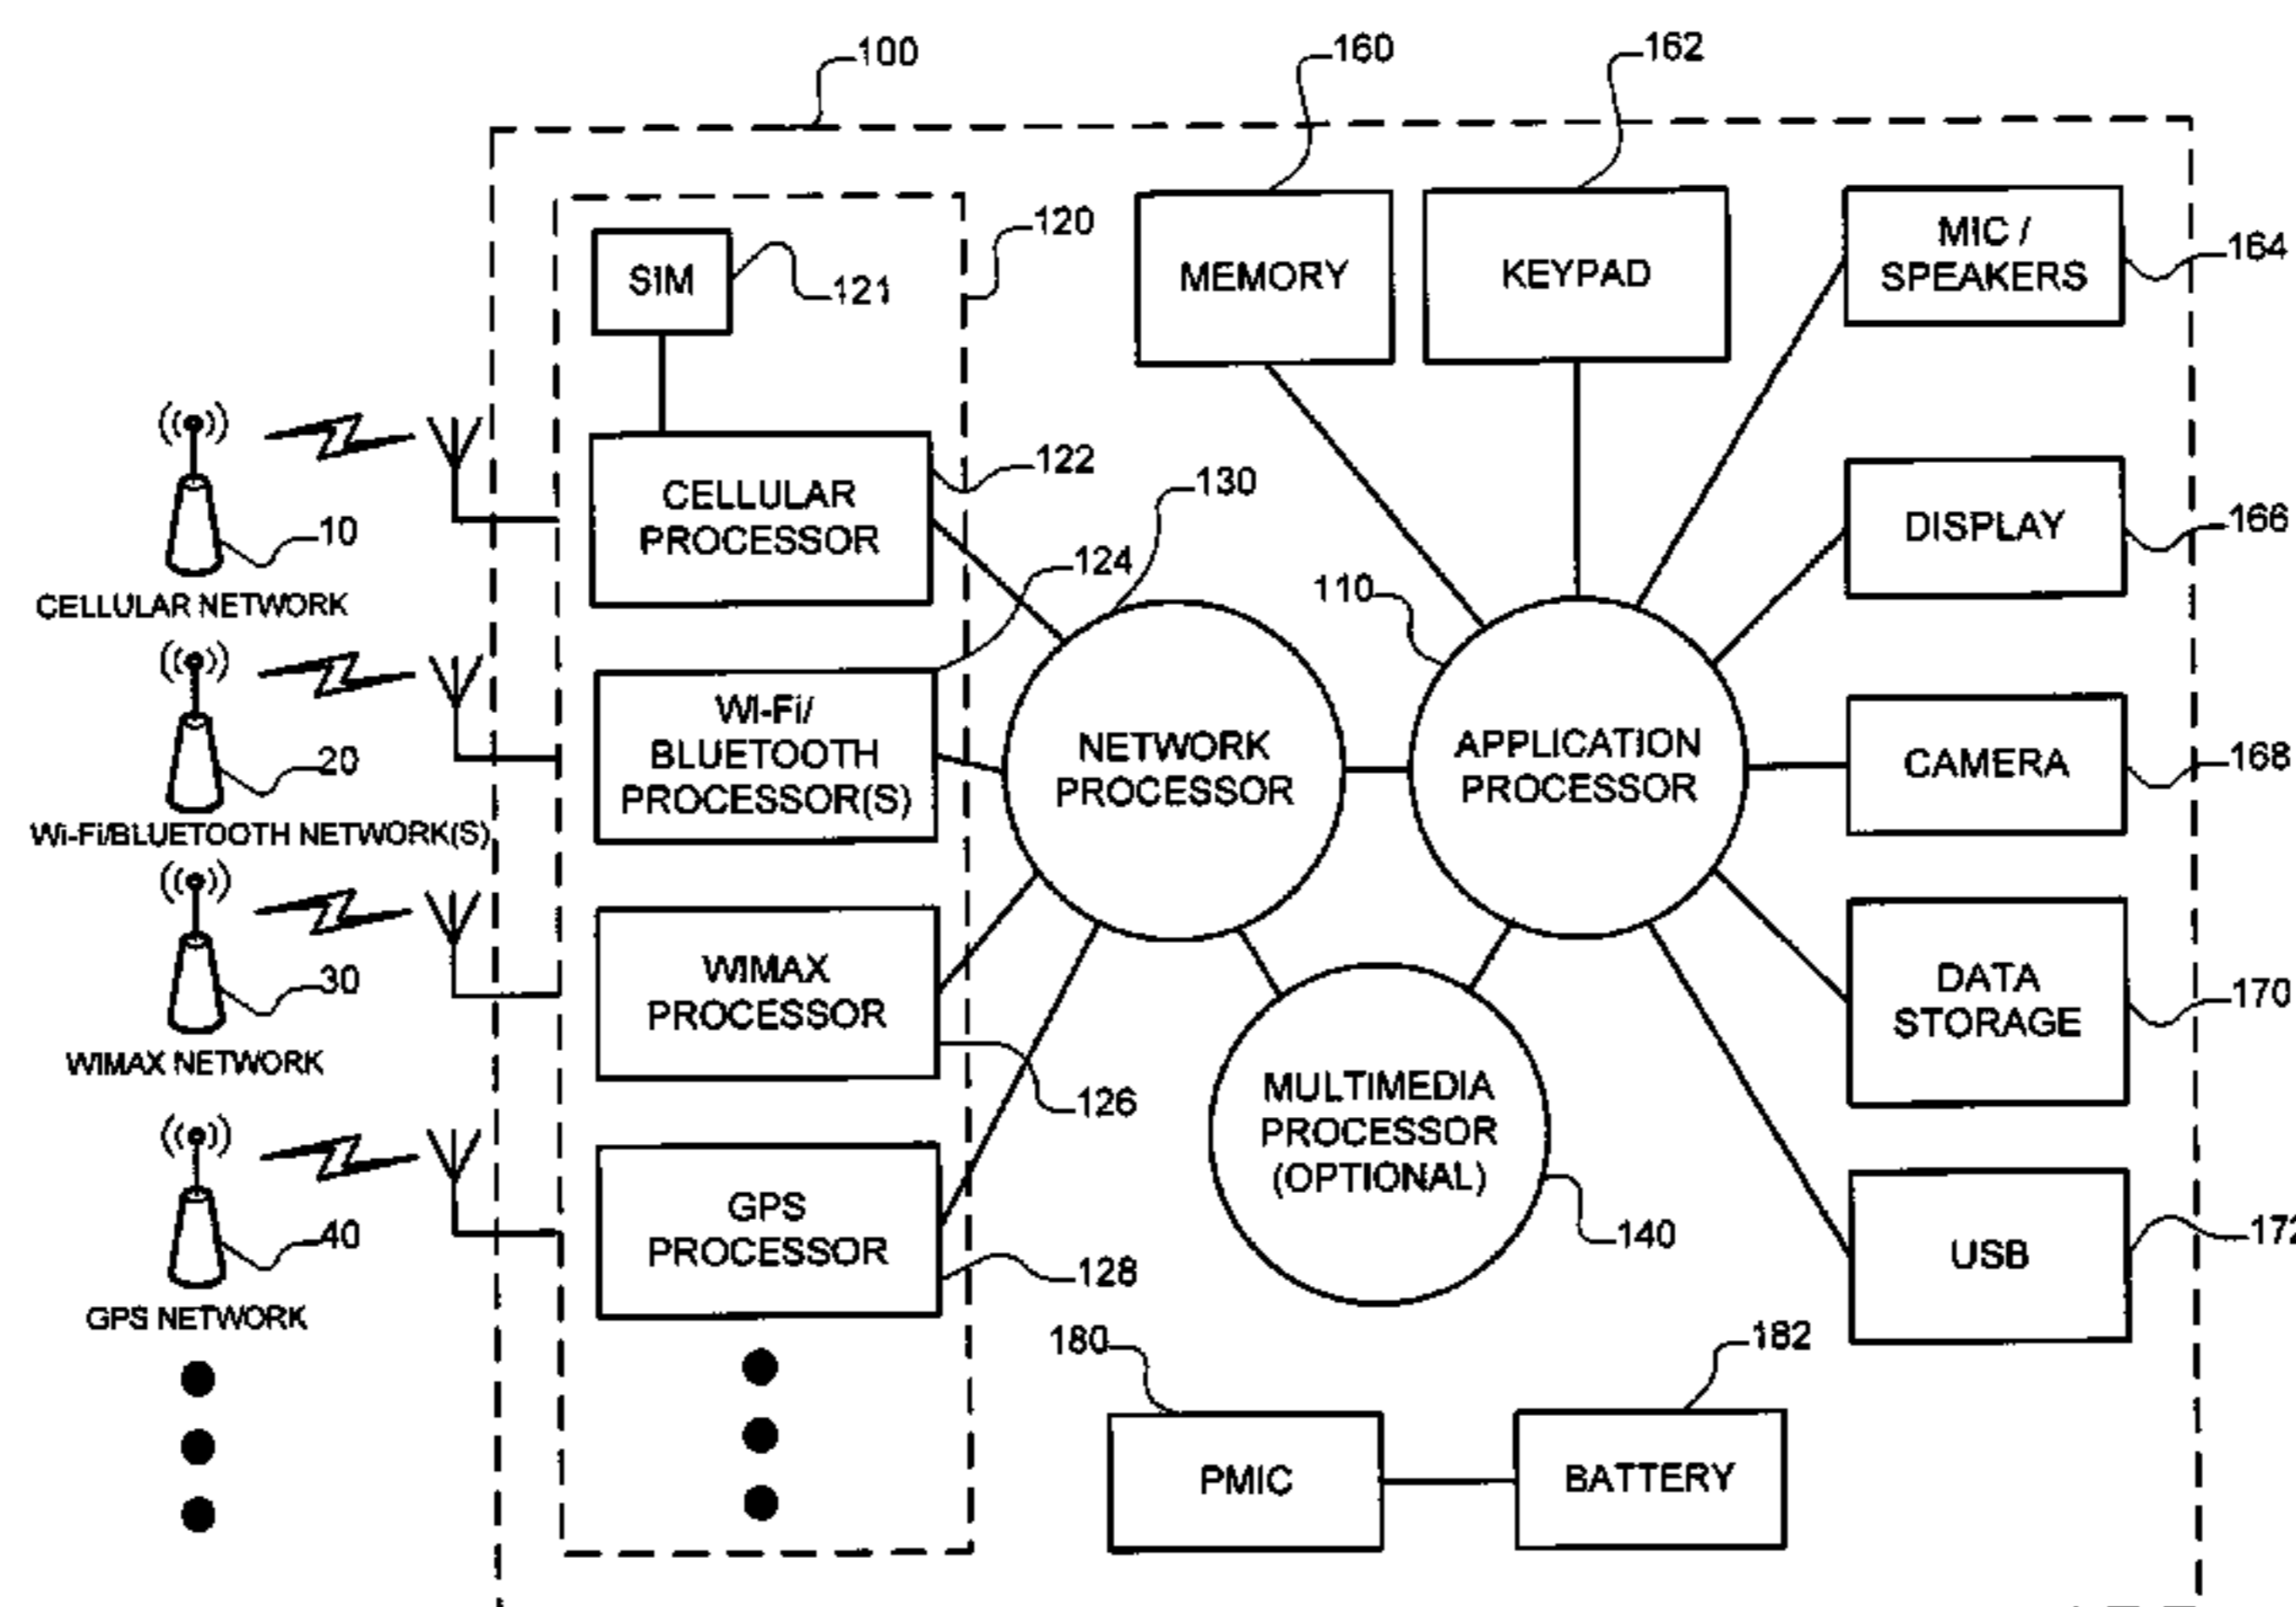 100
160
162
120
SIM
121
MEMORY
KEYPAD
MIC /
SPEAKERS
164
CELLULAR
PROCESSOR
122
130
10
CELLULAR NETWORK
DISPLAY
166
124
110
WI-Fi/
BLUETOOTH
PROCESSOR(S)
20
Wi-Fi/BLUETOOTH NETWORK(S)
NETWORK
PROCESSOR
APPLICATION
PROCESSOR
CAMERA
168
WIMAX
PROCESSOR
30
WIMAX NETWORK
126
DATA
STORAGE
170
MULTIMEDIA
PROCESSOR
(OPTIONAL)
140
GPS
PROCESSOR
128
40
GPS NETWORK
USB
172
180
182
PMIC
BATTERY